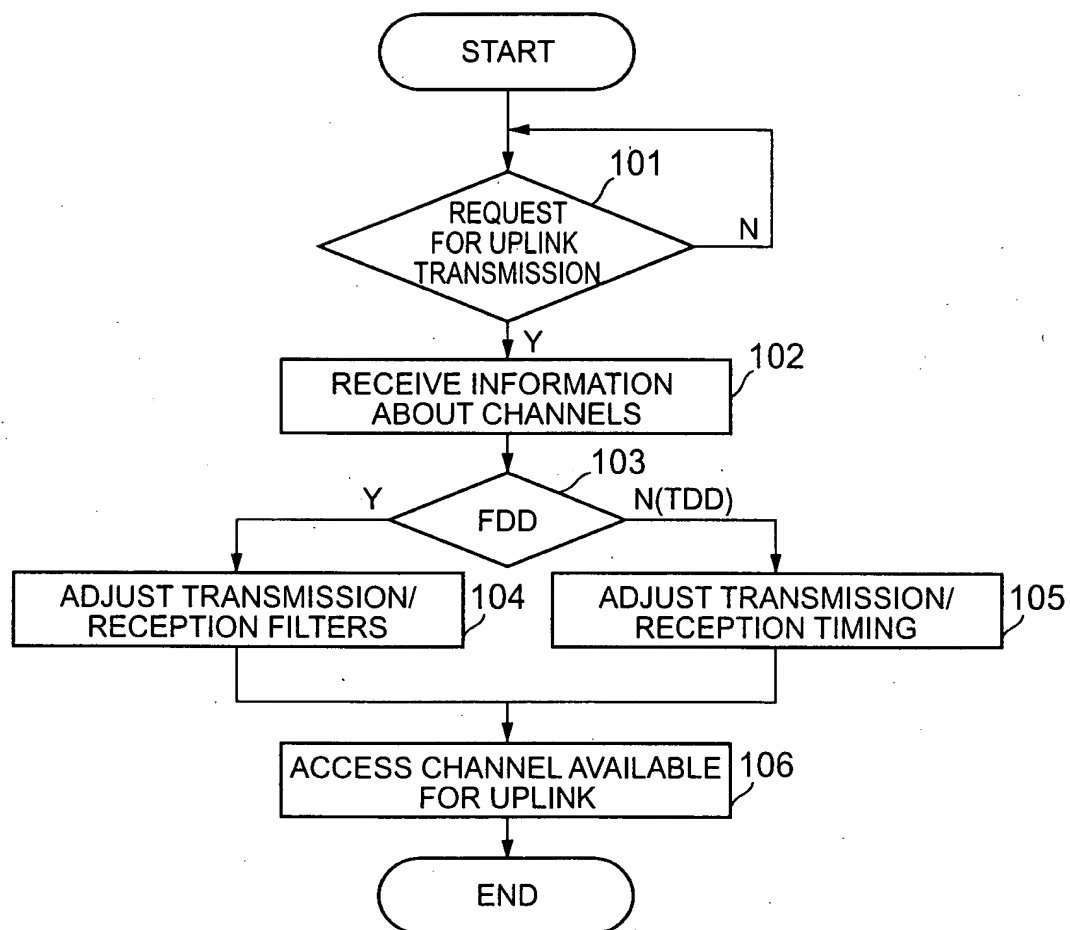 START
101
REQUEST
FOR UPLINK
TRANSMISSION
N
Y
102
RECEIVE INFORMATION
ABOUT CHANNELS
103
Y
FDD
N(TDD)
ADJUST TRANSMISSION/
RECEPTION FILTERS
104
ADJUST TRANSMISSION/
RECEPTION TIMING
105
ACCESS CHANNEL AVAILABLE
FOR UPLINK
106
END